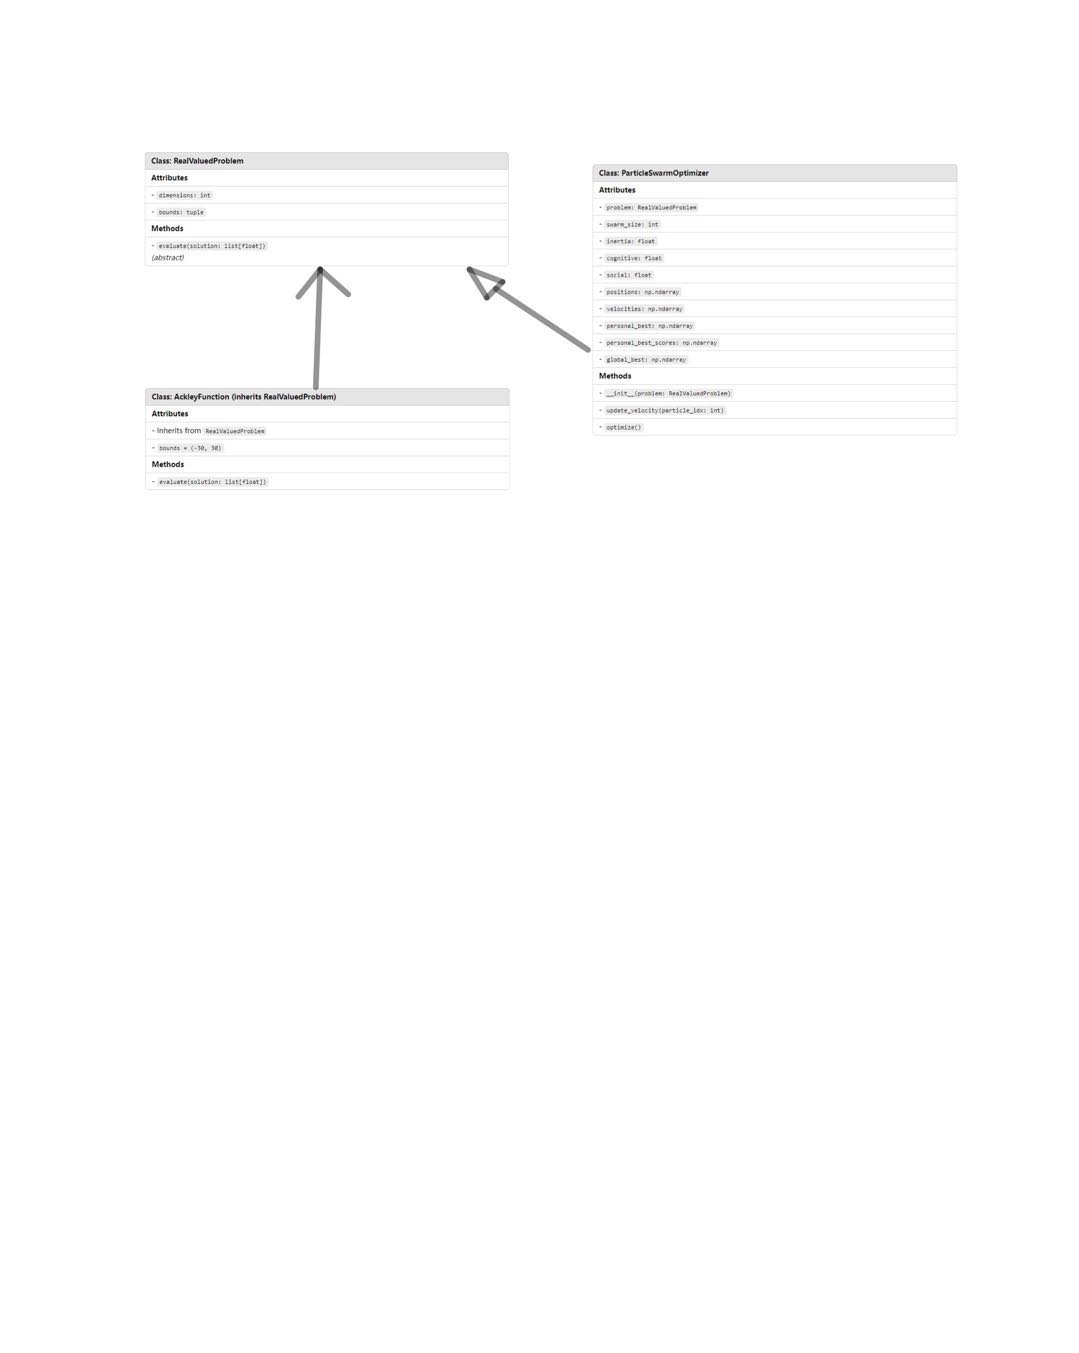 Class: RealValuedProblem
Attributes
- dimensions: int
- bounds: tuple
Methods
- evaluate(solution: list[float])
(abstract)
Class: AckleyFunction (inherits RealValuedProblem)
Attributes
- Inherits from RealValuedProblem
- bounds = (-30, 30)
Methods
- evaluate(solution: list[float])
Class: ParticleSwarmOptimizer
Attributes
- problem: RealValuedProblem
- swarm_size: int
- inertia: float
- cognitive: float
- social: float
- positions: np.ndarray
- velocities: np.ndarray
- personal_best: np.ndarray
- personal_best_scores: np.ndarray
- global_best: np.ndarray
Methods
- __init__(problem: RealValuedProblem)
- update_velocity(particle_idx: int)
- optimize()